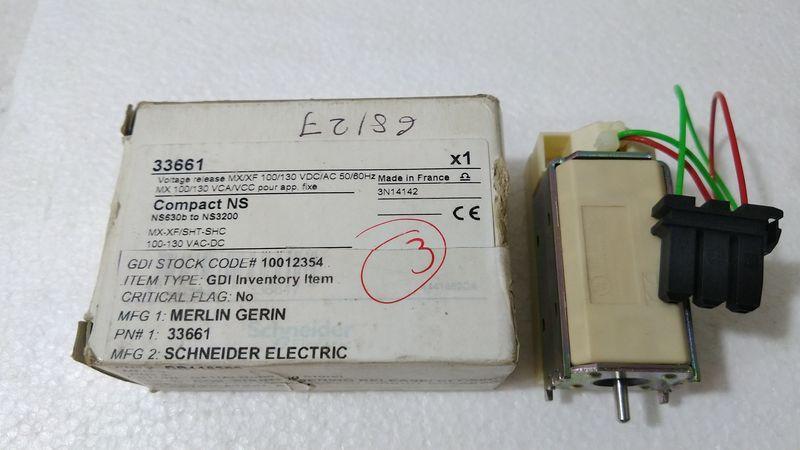 68127
33661 x1
Voltage release MX/XF 100/130 VDC/AC 50/60Hz Made in France
MX 100/130 VCA/VCC pour app. fixe 3N14142
Compact NS
NS630b to NS3200 CE
MX-XF/SHT-SHC
100-130 VAC-DC
3
GDI STOCK CODE# 10012354
ITEM TYPE: GDI Inventory Item
CRITICAL FLAG: No
MFG 1: MERLIN GERIN
Schneider
PN# 1: 33661
MFG 2: SCHNEIDER ELECTRIC